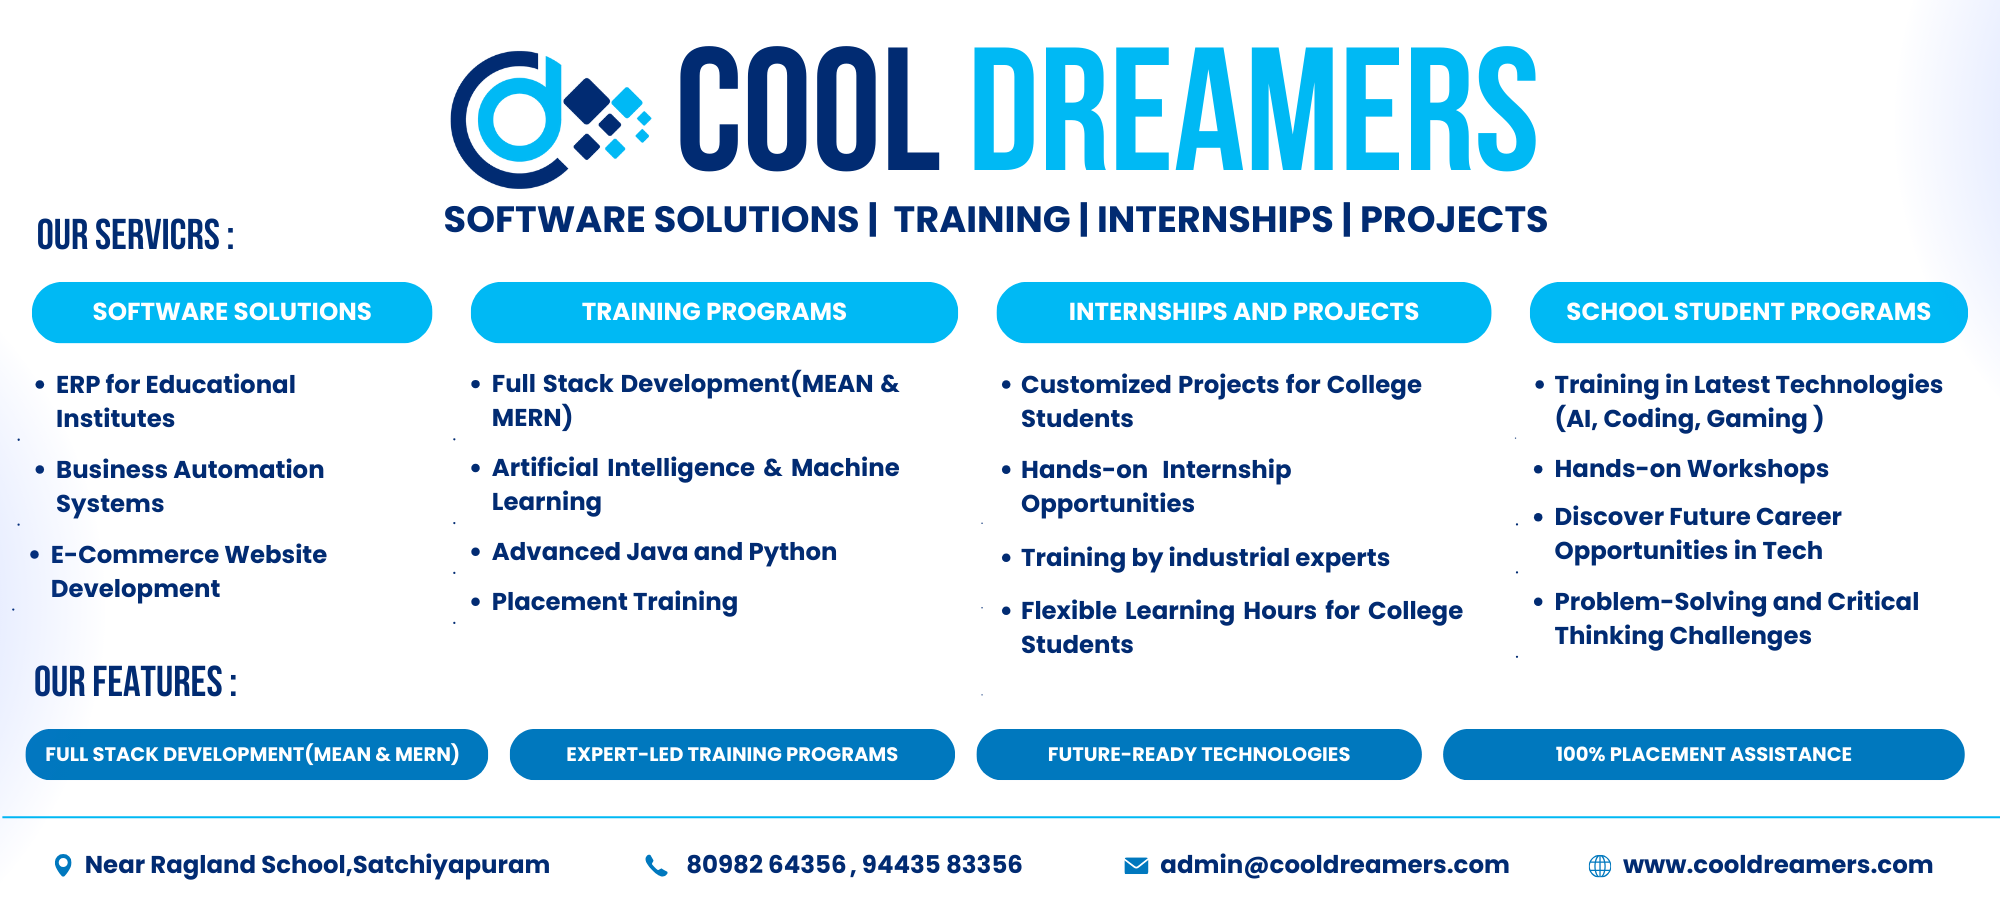 COOL DREAMERS
SOFTWARE SOLUTIONS | TRAINING | INTERNSHIPS | PROJECTS
OUR SERVICRS :
SOFTWARE SOLUTIONS
• ERP for Educational
Institutes
• Business Automation
Systems
• E-Commerce Website
Development
TRAINING PROGRAMS
• Full Stack Development(MEAN &
MERN)
• Artificial Intelligence & Machine
Learning
• Advanced Java and Python
• Placement Training
INTERNSHIPS AND PROJECTS
• Customized Projects for College
Students
• Hands-on Internship
Opportunities
• Training by industrial experts
• Flexible Learning Hours for College
Students
SCHOOL STUDENT PROGRAMS
• Training in Latest Technologies
(AI, Coding, Gaming )
• Hands-on Workshops
• Discover Future Career
Opportunities in Tech
• Problem-Solving and Critical
Thinking Challenges
OUR FEATURES :
FULL STACK DEVELOPMENT(MEAN & MERN)
EXPERT-LED TRAINING PROGRAMS
FUTURE-READY TECHNOLOGIES
100% PLACEMENT ASSISTANCE
Near Ragland School,Satchiyapuram
80982 64356 , 94435 83356
admin@cooldreamers.com
www.cooldreamers.com